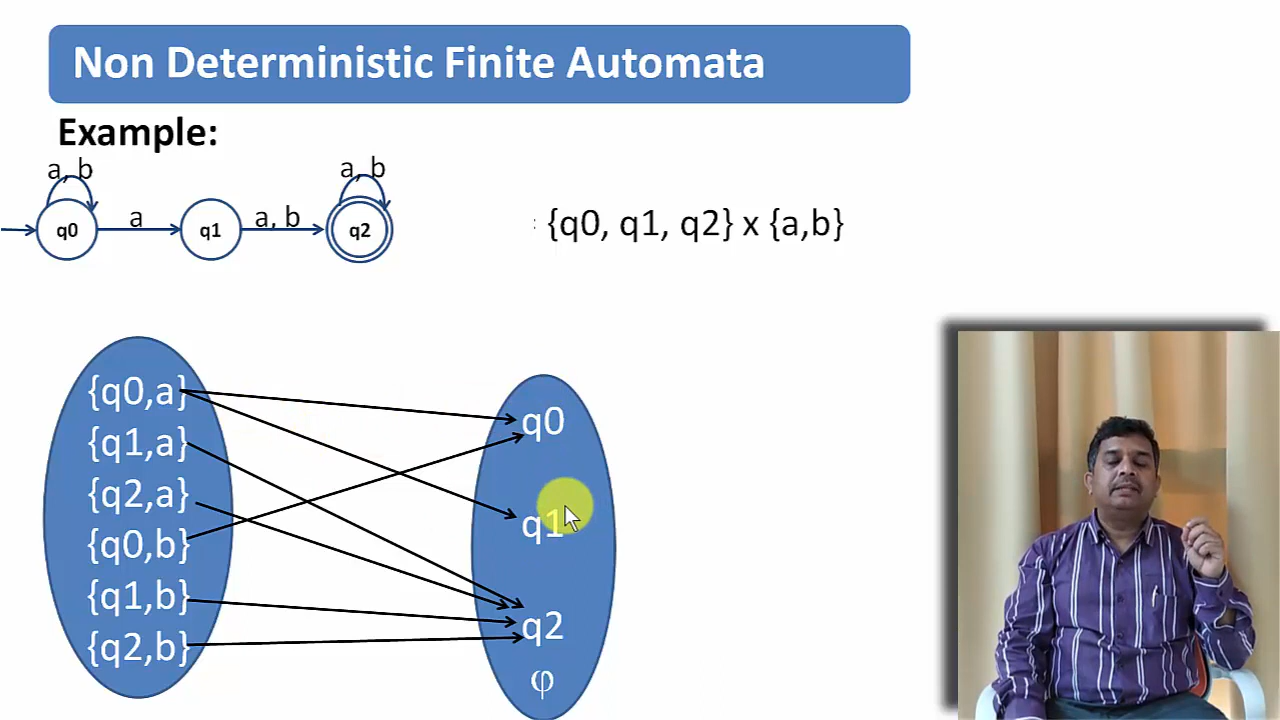 Non Deterministic Finite Automata
Example:
a, b
a, b
q0
a
q1
a, b
q2
: {q0, q1, q2} x {a,b}
{q0,a}
{q1,a}
{q2,a}
{q0,b}
{q1,b}
{q2,b}
q0
q1
q2
φ